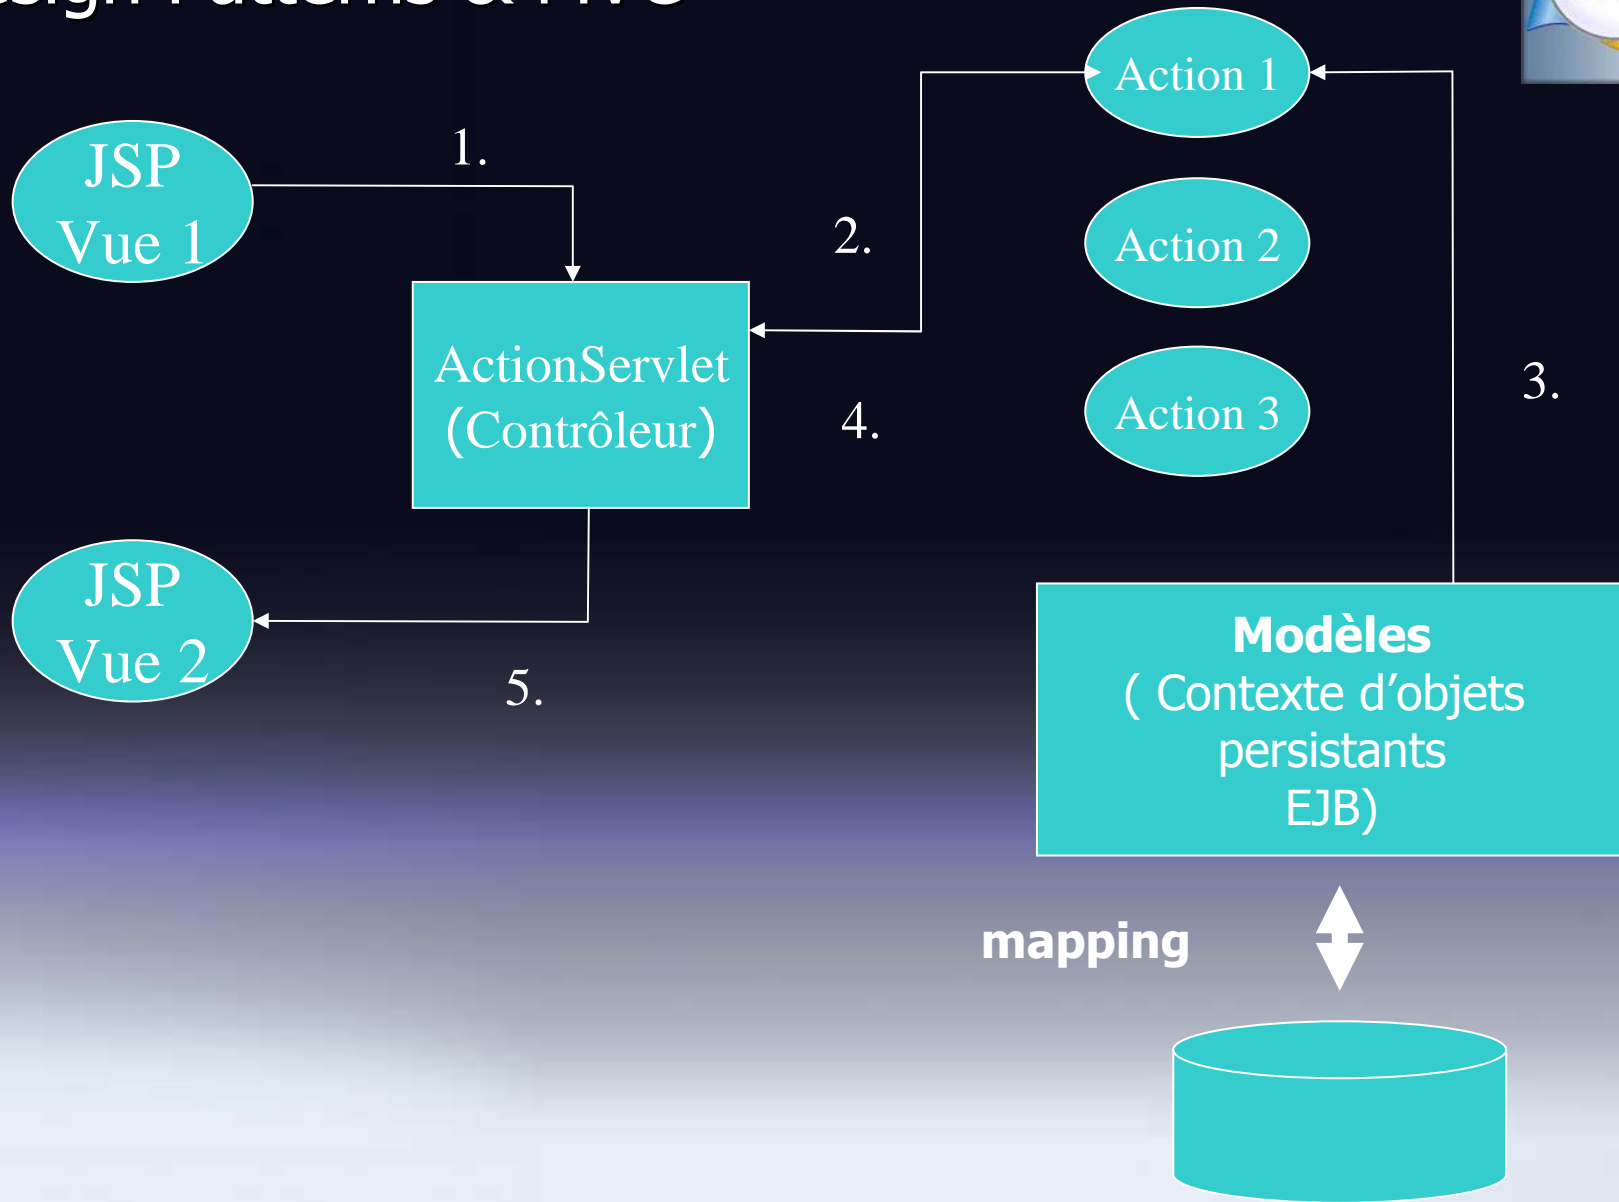 & MVC
JSP
Vue 1
1.
ActionServlet
(Contrôleur)
2.
4.
Action 1
Action 2
Action 3
3.
JSP
Vue 2
5.
Modèles
( Contexte d’objets
persistants
EJB)
mapping